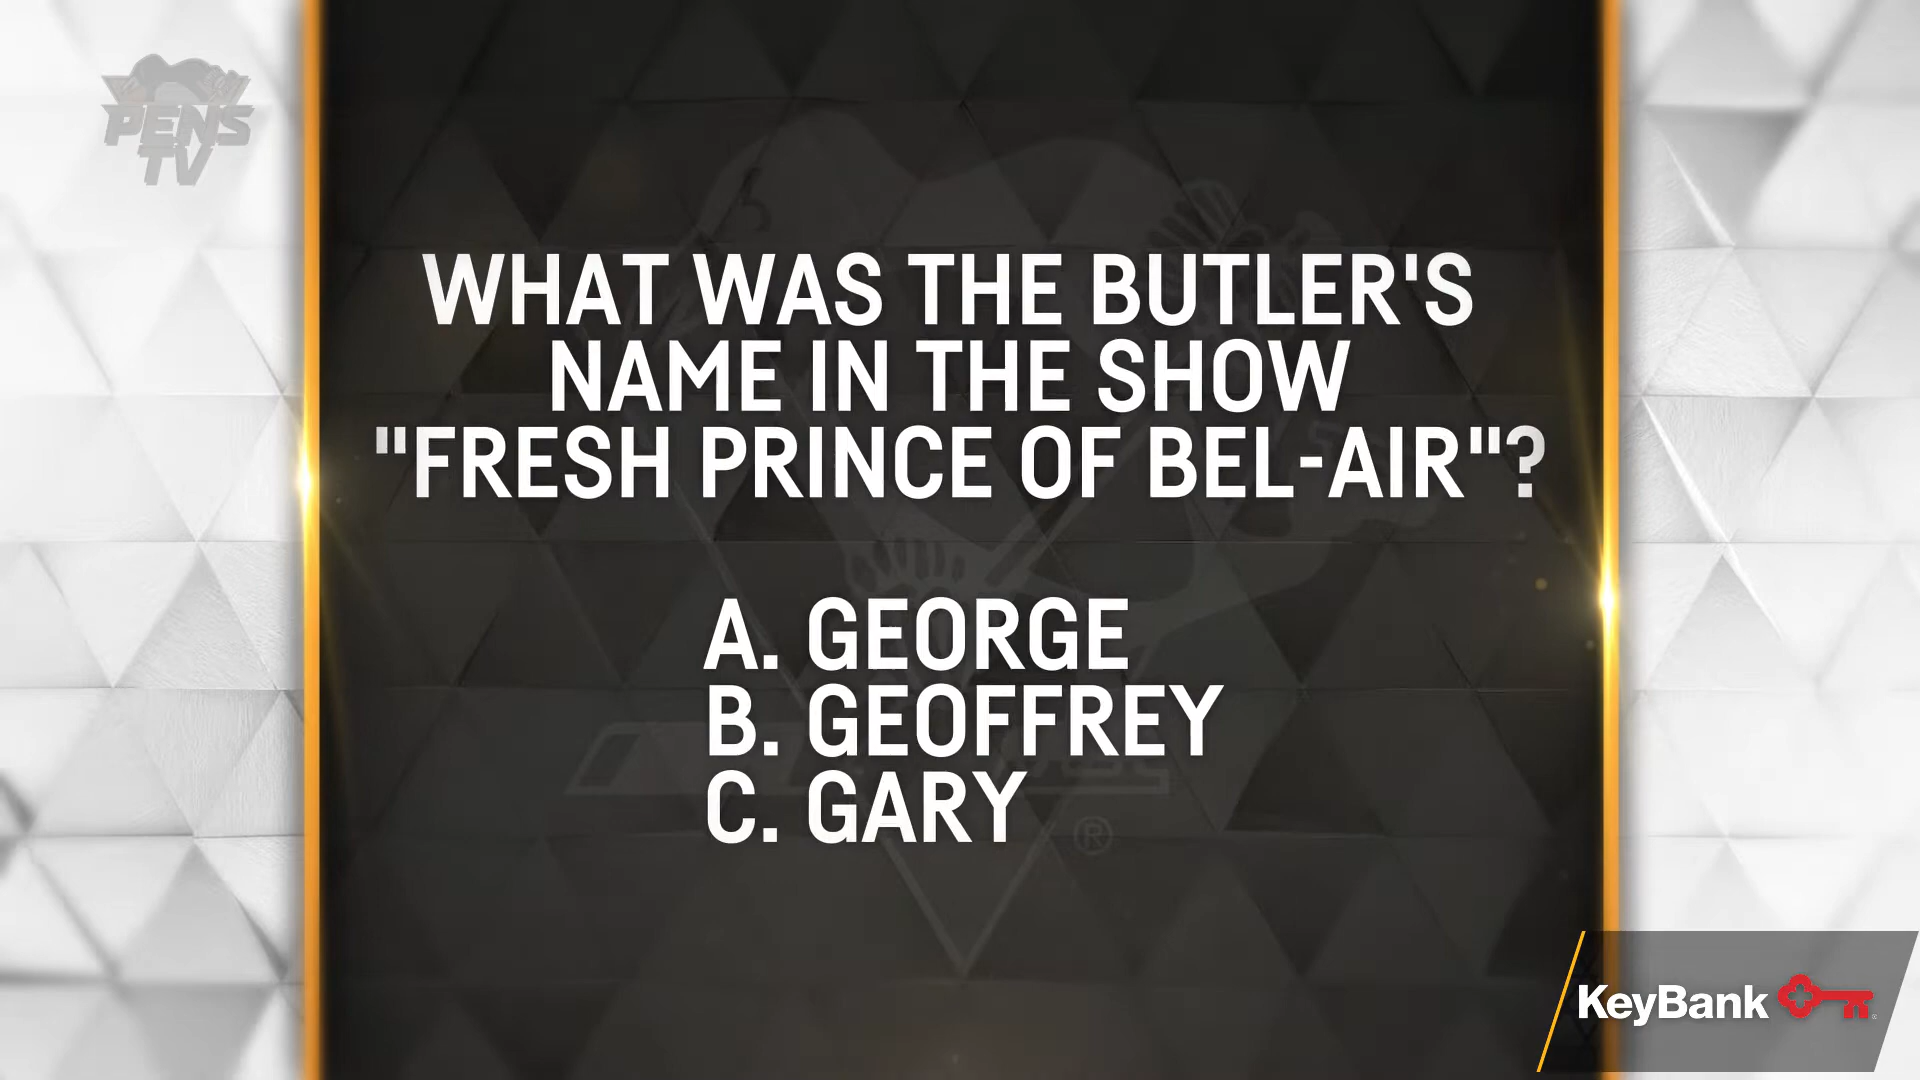 PENS
TV
WHAT WAS THE BUTLER'S
NAME IN THE SHOW
"FRESH PRINCE OF BEL-AIR"?
A. GEORGE
B. GEOFFREY
C. GARY
®
KeyBank